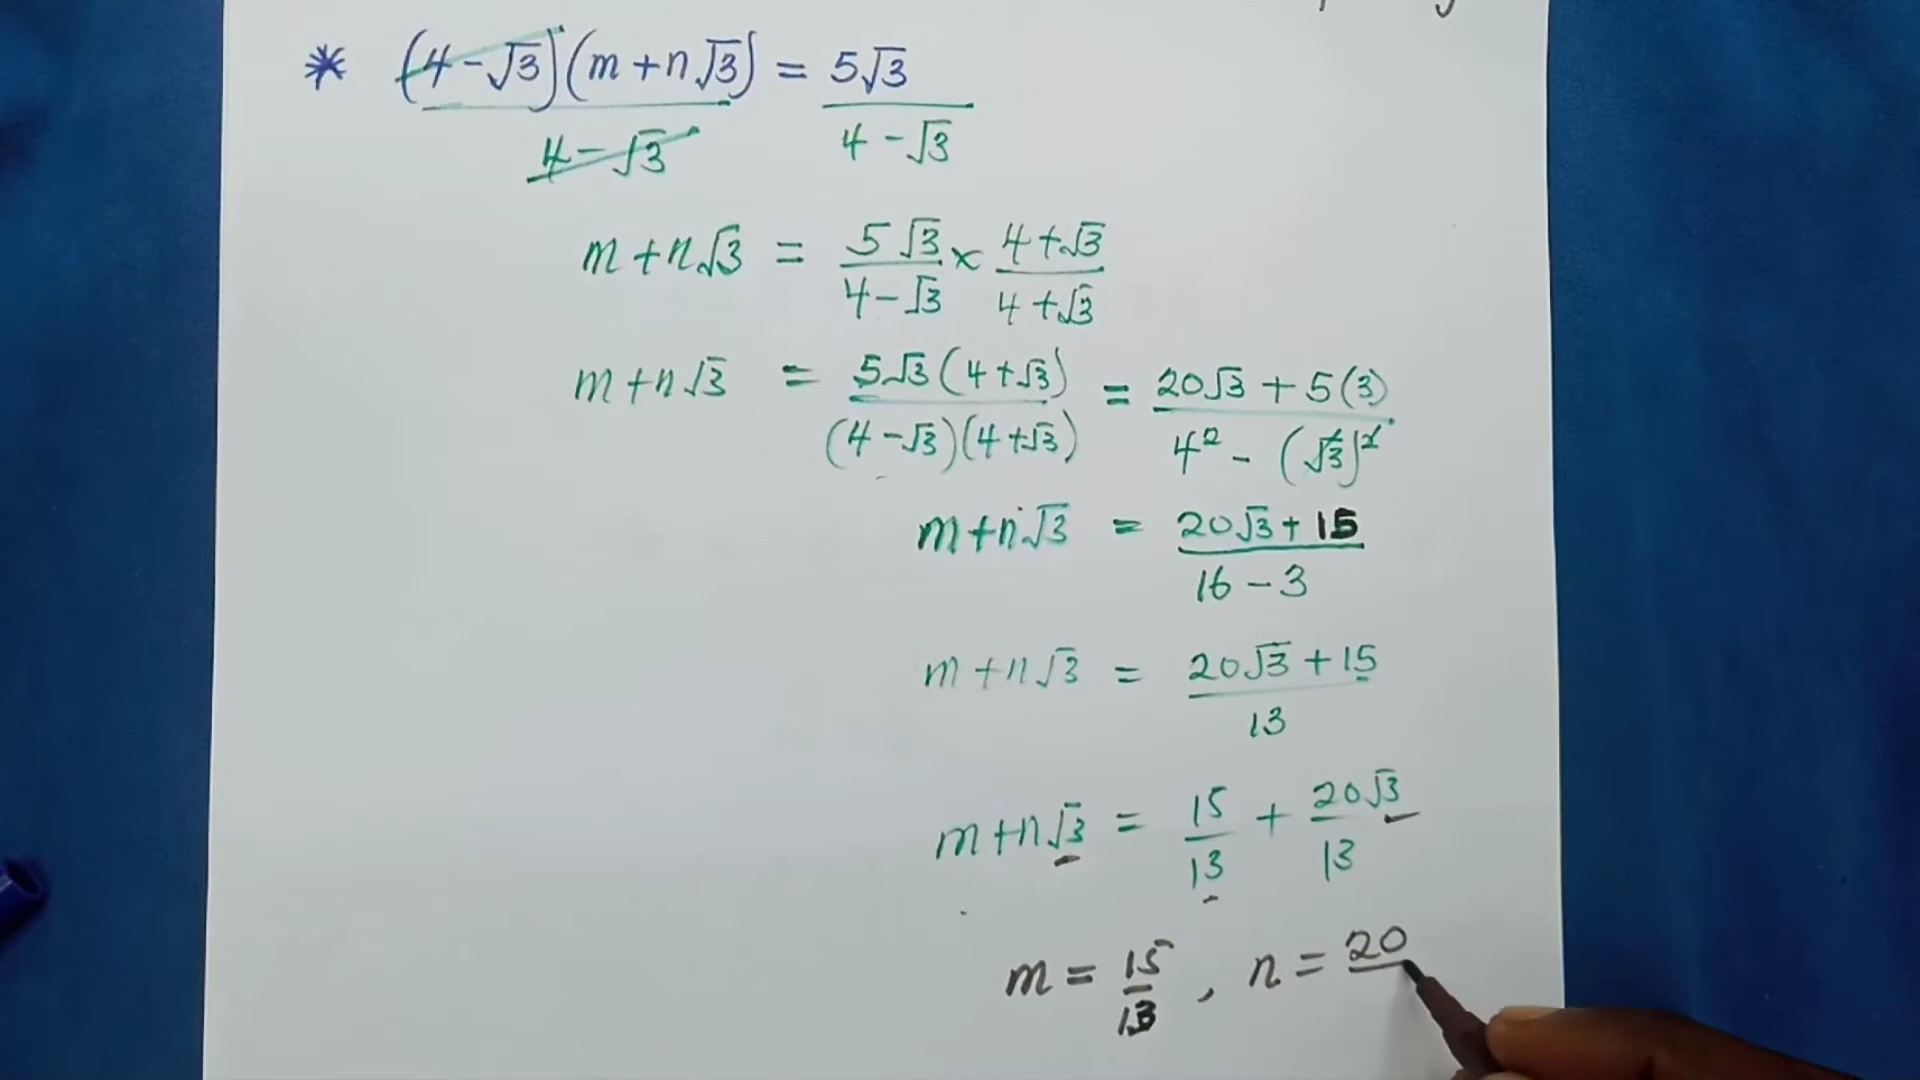 * (4-√3)(m+n√3) = 5√3
4-√3 4-√3
m+n√3 = 5√3/4-√3 × 4+√3/4+√3
m+n√3 = 5√3(4+√3)/(4-√3)(4+√3) = 20√3+5(3)/4²-(√3)²
m+n√3 = 20√3+15/16-3
m+n√3 = 20√3+15/13
m+n√3 = 15/13 + 20√3/13
m = 15/13 , n = 20